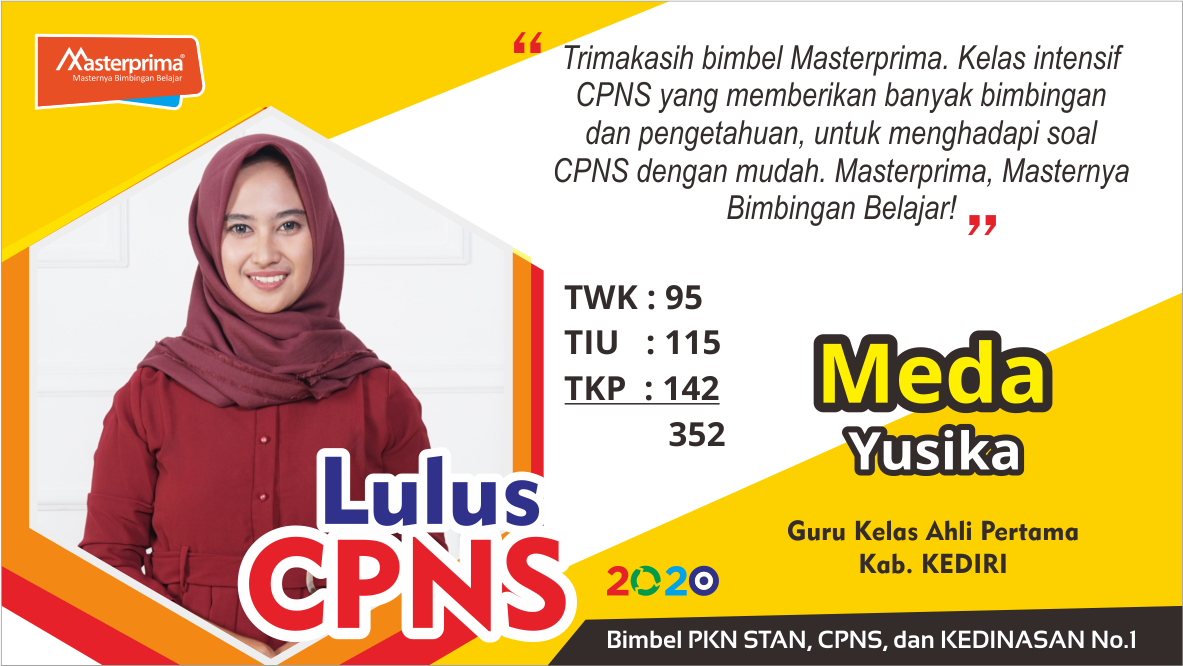 Masterprima®
Masternya Bimbingan Belajar
“ Trimakasih bimbel Masterprima. Kelas intensif
CPNS yang memberikan banyak bimbingan
dan pengetahuan, untuk menghadapi soal
CPNS dengan mudah. Masterprima, Masternya
Bimbingan Belajar! ”
TWK : 95
TIU : 115
TKP : 142
352
Meda
Yusika
Guru Kelas Ahli Pertama
Kab. KEDIRI
Lulus
CPNS
2020
Bimbel PKN STAN, CPNS, dan KEDINASAN No.1